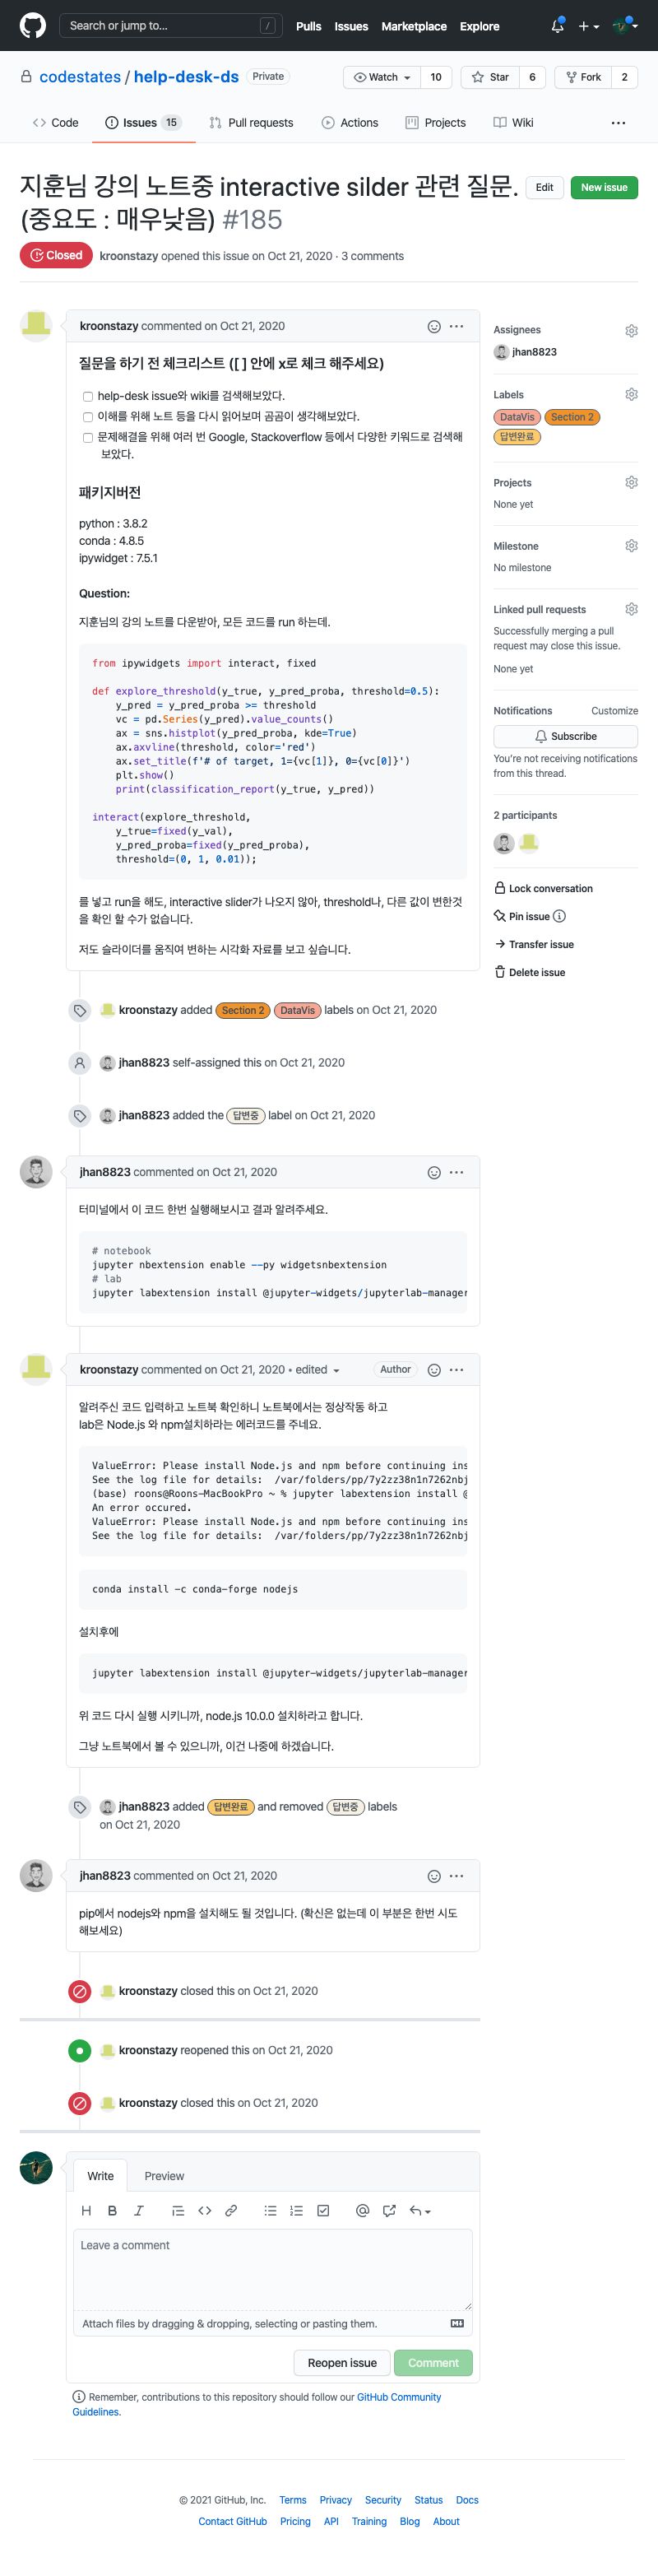 Search or jump to... /
Pulls Issues Marketplace Explore
codestates / help-desk-ds Private
Watch 10 Star 6 Fork 2
Code Issues 15 Pull requests Actions Projects Wiki
지훈님 강의 노트중 interactive silder 관련 질문.
(중요도 : 매우낮음) #185
Edit New issue
Closed kroonstazy opened this issue on Oct 21, 2020 · 3 comments
kroonstazy commented on Oct 21, 2020
질문을 하기 전 체크리스트 ([ ] 안에 x로 체크 해주세요)
help-desk issue와 wiki를 검색해보았다.
이해를 위해 노트 등을 다시 읽어보며 곰곰이 생각해보았다.
문제해결을 위해 여러 번 Google, Stackoverflow 등에서 다양한 키워드로 검색해
보았다.
패키지버전
python : 3.8.2
conda : 4.8.5
ipywidget : 7.5.1
Question:
지훈님의 강의 노트를 다운받아, 모든 코드를 run 하는데.
from ipywidgets import interact, fixed
def explore_threshold(y_true, y_pred_proba, threshold=0.5):
y_pred = y_pred_proba >= threshold
vc = pd.Series(y_pred).value_counts()
ax = sns.histplot(y_pred_proba, kde=True)
ax.axvline(threshold, color='red')
ax.set_title(f'# of target, 1={vc[1]}, 0={vc[0]}')
plt.show()
print(classification_report(y_true, y_pred))
interact(explore_threshold,
y_true=fixed(y_val),
y_pred_proba=fixed(y_pred_proba),
threshold=(0, 1, 0.01));
를 넣고 run을 해도, interactive slider가 나오지 않아, threshold나, 다른 값이 변한것
을 확인 할 수가 없습니다.
저도 슬라이더를 움직여 변하는 시각화 자료를 보고 싶습니다.
Assignees
jhan8823
Labels
DataVis Section 2
답변완료
Projects
None yet
Milestone
No milestone
Linked pull requests
Successfully merging a pull
request may close this issue.
None yet
Notifications Customize
Subscribe
You're not receiving notifications
from this thread.
2 participants
Lock conversation
Pin issue
Transfer issue
Delete issue
kroonstazy added Section 2 DataVis labels on Oct 21, 2020
jhan8823 self-assigned this on Oct 21, 2020
jhan8823 added the 답변중 label on Oct 21, 2020
jhan8823 commented on Oct 21, 2020
터미널에서 이 코드 한번 실행해보시고 결과 알려주세요.
# notebook
jupyter nbextension enable --py widgetsnbextension
# lab
jupyter labextension install @jupyter-widgets/jupyterlab-manager
kroonstazy commented on Oct 21, 2020 • edited Author
알려주신 코드 입력하고 노트북 확인하니 노트북에서는 정상작동 하고
lab은 Node.js 와 npm설치하라는 에러코드를 주네요.
ValueError: Please install Node.js and npm before continuing ins
See the log file for details: /var/folders/pp/7y2zz38n1n7262nbj
(base) roons@Roons-MacBookPro ~ % jupyter labextension install @
An error occured.
ValueError: Please install Node.js and npm before continuing ins
See the log file for details: /var/folders/pp/7y2zz38n1n7262nbj
conda install -c conda-forge nodejs
설치후에
jupyter labextension install @jupyter-widgets/jupyterlab-manager
위 코드 다시 실행 시키니까, node.js 10.0.0 설치하라고 합니다.
그냥 노트북에서 볼 수 있으니까, 이건 나중에 하겠습니다.
jhan8823 added 답변완료 and removed 답변중 labels
on Oct 21, 2020
jhan8823 commented on Oct 21, 2020
pip에서 nodejs와 npm을 설치해도 될 것입니다. (확신은 없는데 이 부분은 한번 시도
해보세요)
kroonstazy closed this on Oct 21, 2020
kroonstazy reopened this on Oct 21, 2020
kroonstazy closed this on Oct 21, 2020
Write Preview
Leave a comment
Attach files by dragging & dropping, selecting or pasting them.
Reopen issue Comment
Remember, contributions to this repository should follow our GitHub Community
Guidelines.
© 2021 GitHub, Inc. Terms Privacy Security Status Docs
Contact GitHub Pricing API Training Blog About